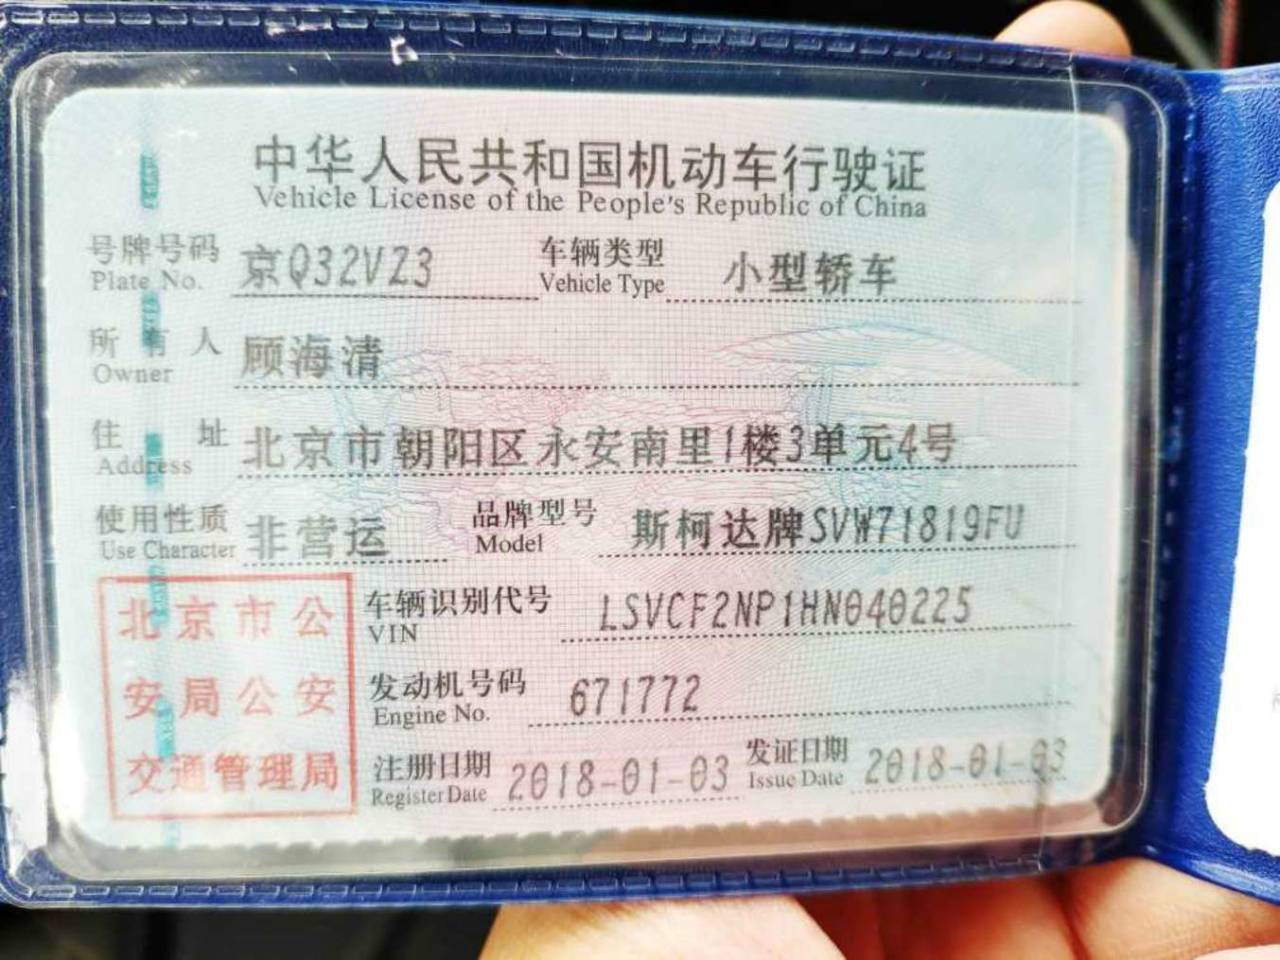 中华人民共和国机动车行驶证
Vehicle License of the People's Republic of China
号牌号码 京Q32VZ3 车辆类型 小型轿车
Plate No. Vehicle Type
所有人 顾海清
Owner
住址 北京市朝阳区永安南里1楼3单元4号
Address
使用性质 非营运 品牌型号 斯柯达牌SVW71819FU
Use Character Model
北京市公
安局公安
交通管理局
车辆识别代号 LSVCF2NP1HN040225
VIN
发动机号码 671772
Engine No.
注册日期 2018-01-03 发证日期 2018-01-03
Register Date Issue Date